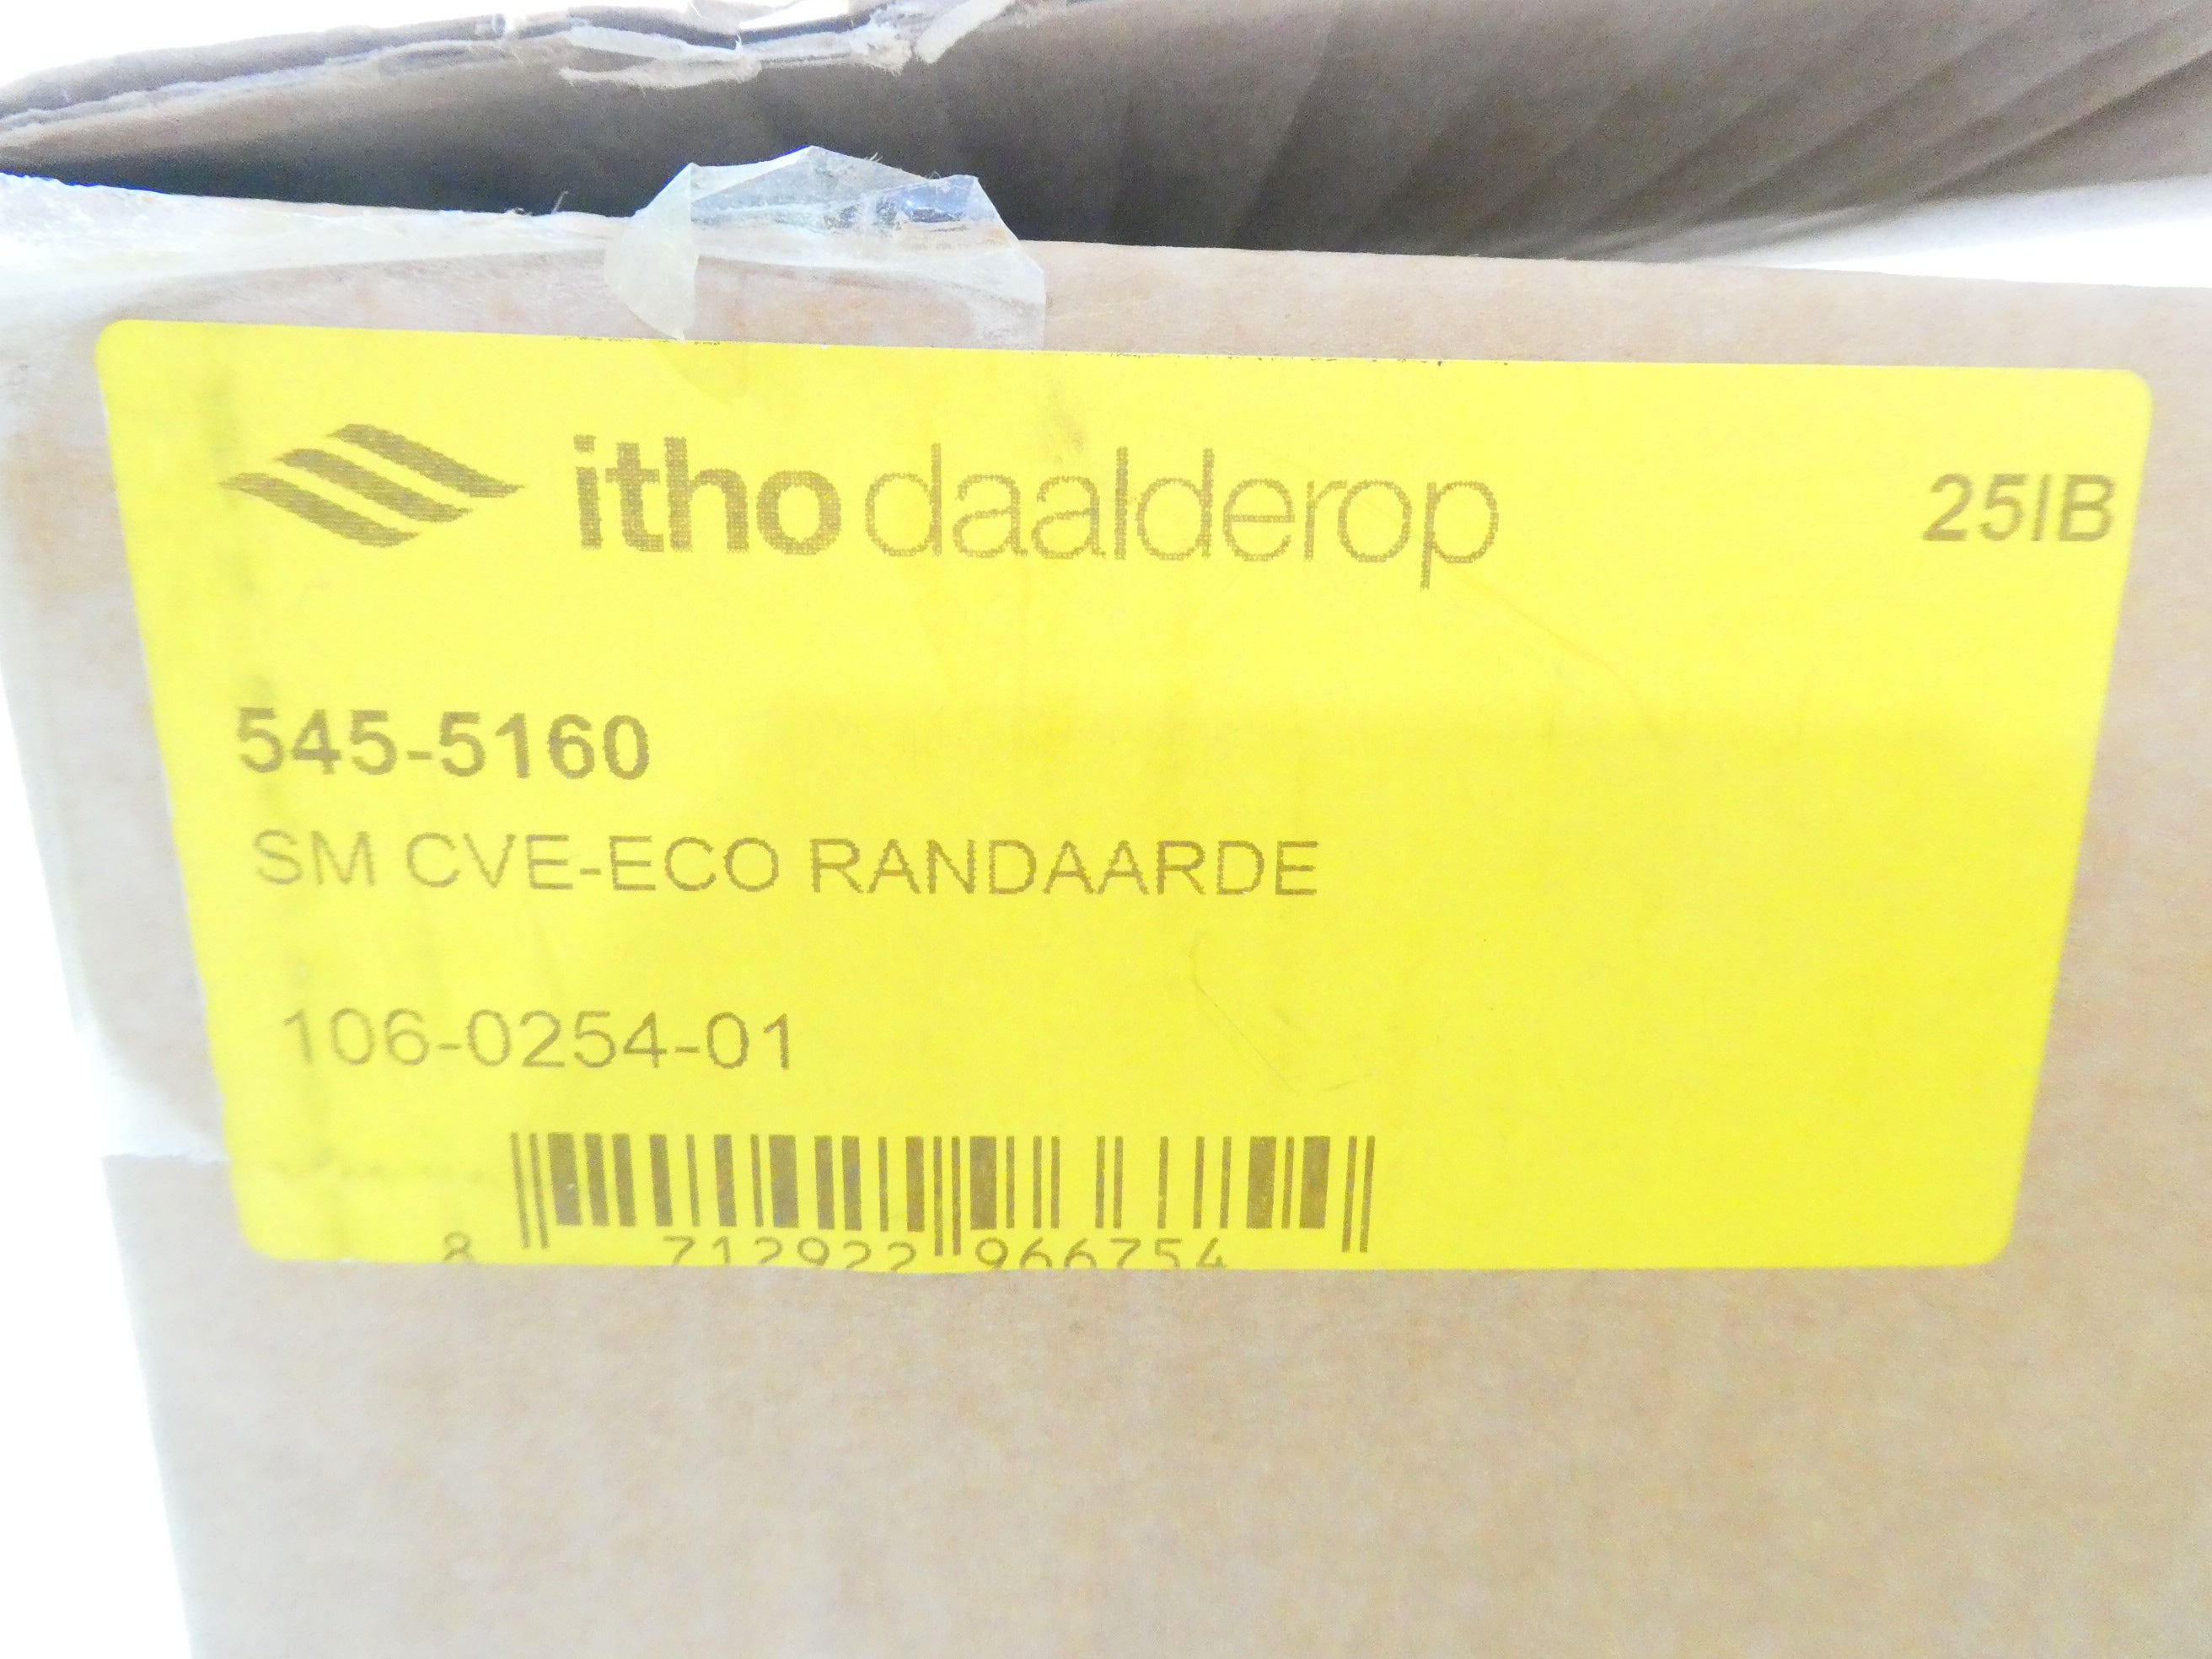 itho daalderop
25IB
545-5160
SM CVE-ECO RANDAARDE
106-0254-01
8 712922 966754